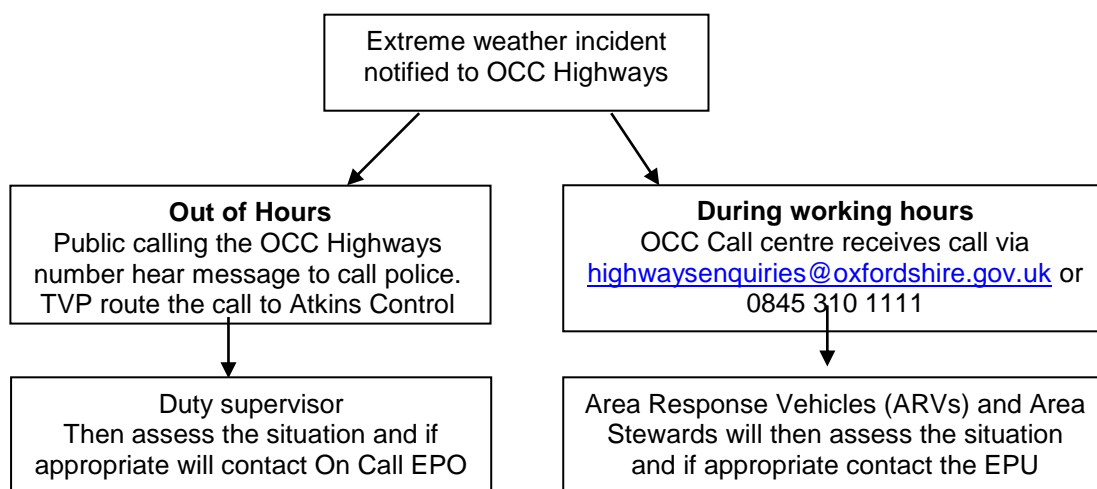 Extreme weather incident
notified to OCC Highways
Out of Hours
Public calling the OCC Highways
number hear message to call police.
TVP route the call to Atkins Control
During working hours
OCC Call centre receives call via
highwaysenquiries@oxfordshire.gov.uk or
0845 310 1111
Duty supervisor
Then assess the situation and if
appropriate will contact On Call EPO
Area Response Vehicles (ARVs) and Area
Stewards will then assess the situation
and if appropriate contact the EPU